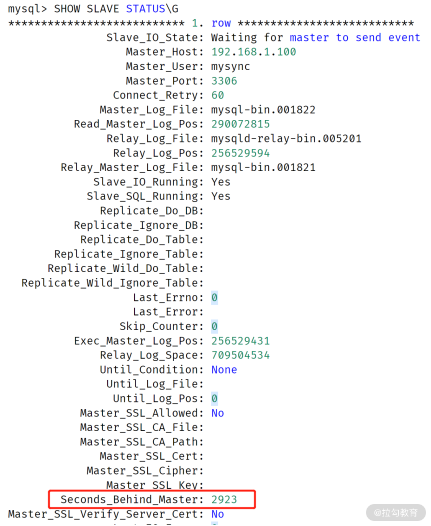 mysql> SHOW SLAVE STATUS\G
*************************** 1. row ***************************
Slave_IO_State: Waiting for master to send event
Master_Host: 192.168.1.100
Master_User: mysync
Master_Port: 3306
Connect_Retry: 60
Master_Log_File: mysql-bin.001822
Read_Master_Log_Pos: 290072815
Relay_Log_File: mysqld-relay-bin.005201
Relay_Log_Pos: 256529594
Relay_Master_Log_File: mysql-bin.001821
Slave_IO_Running: Yes
Slave_SQL_Running: Yes
Replicate_Do_DB:
Replicate_Ignore_DB:
Replicate_Do_Table:
Replicate_Ignore_Table:
Replicate_Wild_Do_Table:
Replicate_Wild_Ignore_Table:
Last_Errno: 0
Last_Error:
Skip_Counter: 0
Exec_Master_Log_Pos: 256529431
Relay_Log_Space: 709504534
Until_Condition: None
Until_Log_File:
Until_Log_Pos: 0
Master_SSL_Allowed: No
Master_SSL_CA_File:
Master_SSL_CA_Path:
Master_SSL_Cert:
Master_SSL_Cipher:
Master_SSL_Key:
Seconds_Behind_Master: 2923
Master_SSL_Verify_Server_Cert: No
@拉勾教育